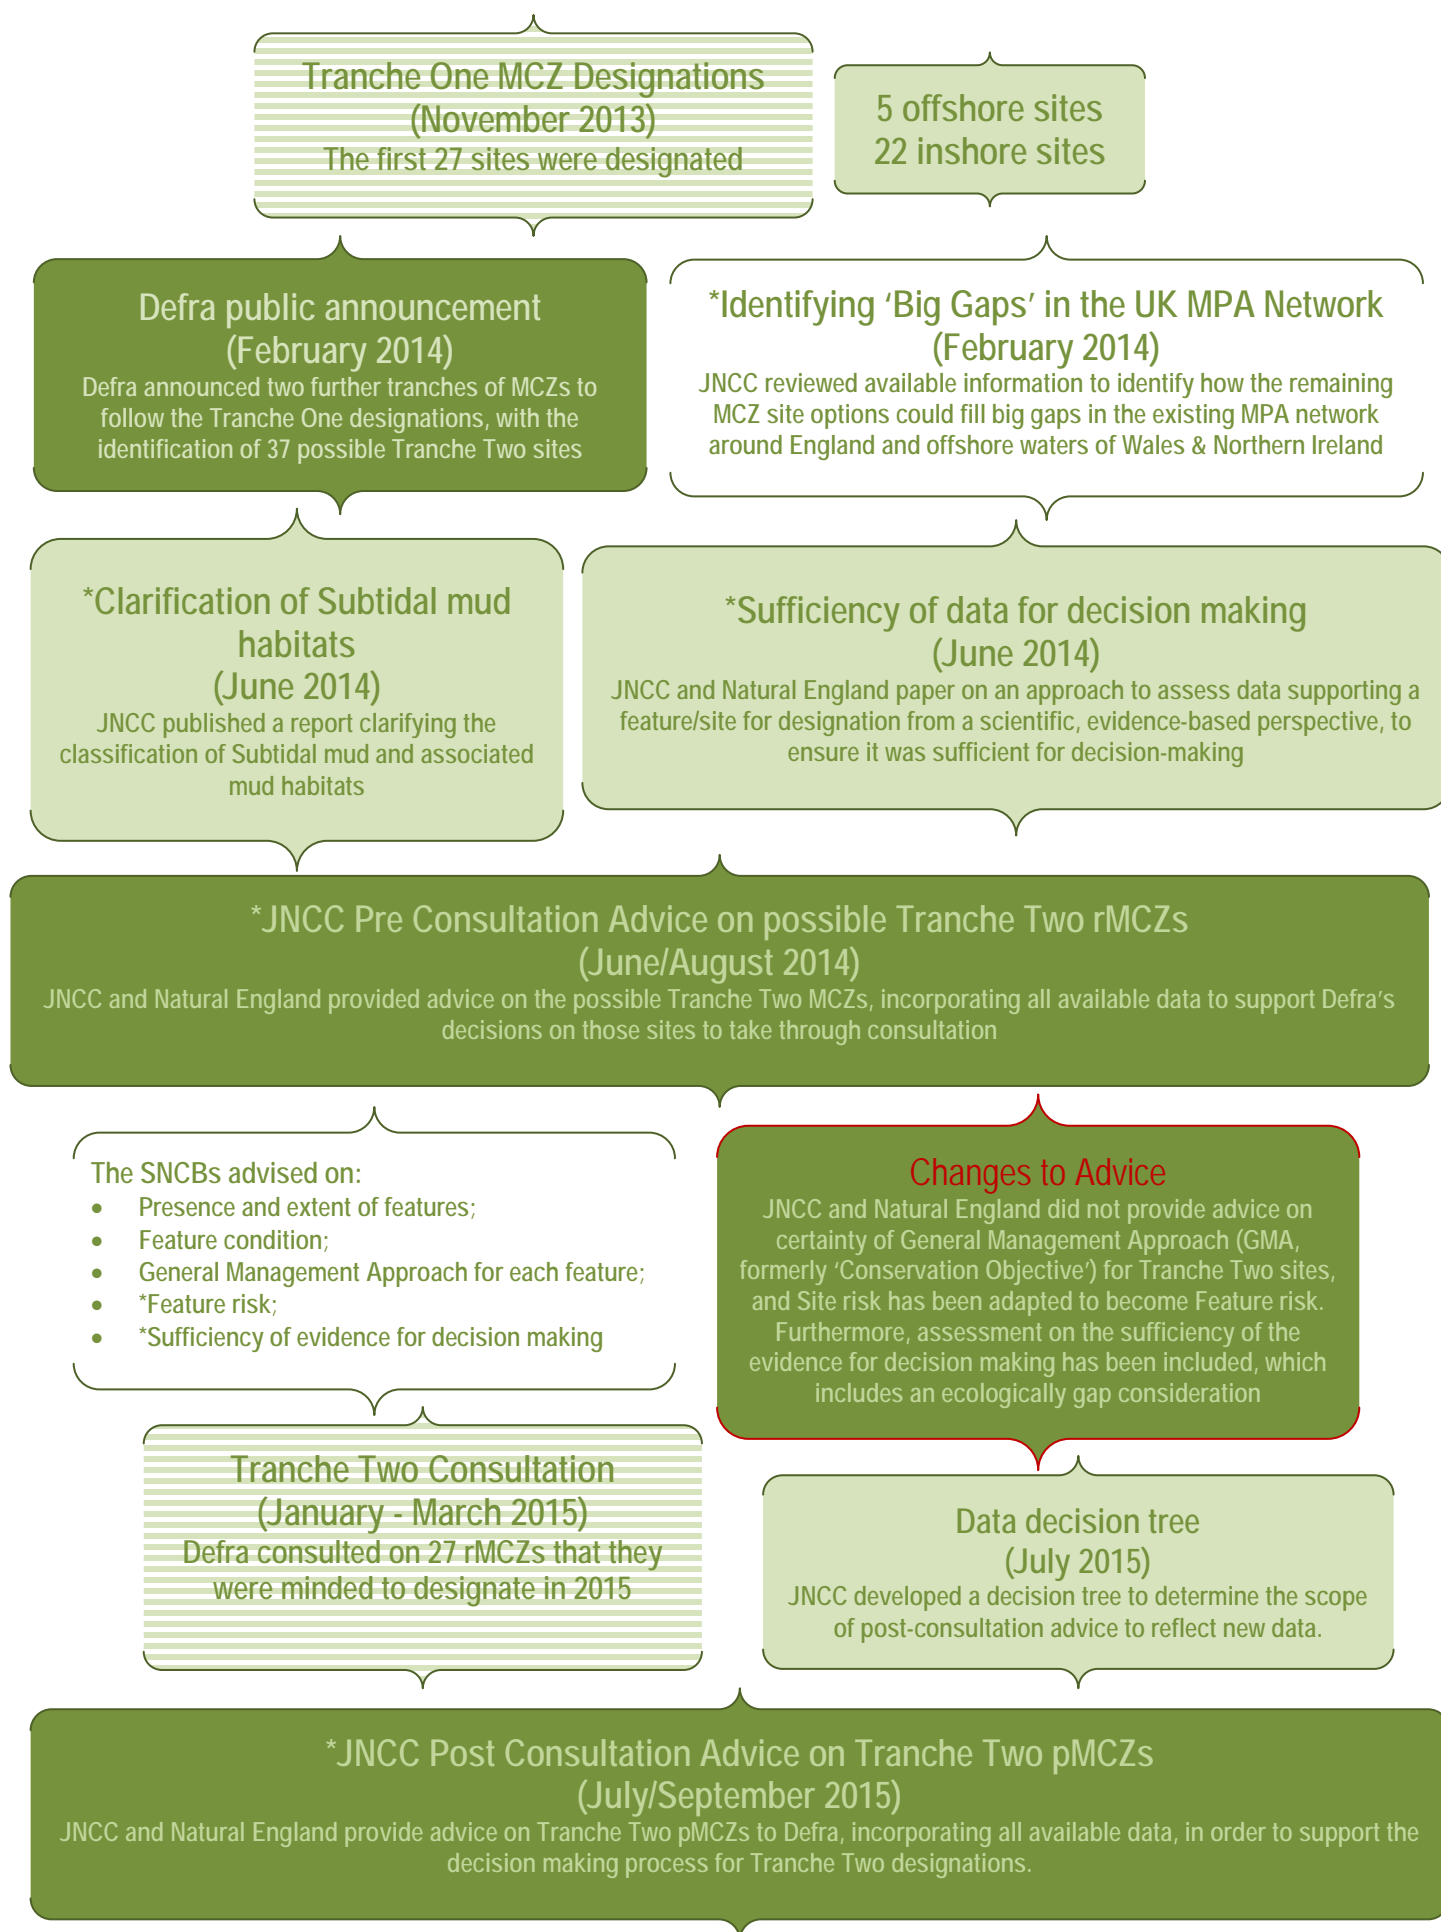 Tranche One MCZ Designations
(November 2013)
The first 27 sites were designated
5 offshore sites
22 inshore sites
Defra public announcement
(February 2014)
Defra announced two further tranches of MCZs to
follow the Tranche One designations, with the
identification of 37 possible Tranche Two sites
*Identifying ‘Big Gaps’ in the UK MPA Network
(February 2014)
JNCC reviewed available information to identify how the remaining
MCZ site options could fill big gaps in the existing MPA network
around England and offshore waters of Wales & Northern Ireland
*Clarification of Subtidal mud
habitats
(June 2014)
JNCC published a report clarifying the
classification of Subtidal mud and associated
mud habitats
*Sufficiency of data for decision making
(June 2014)
JNCC and Natural England paper on an approach to assess data supporting a
feature/site for designation from a scientific, evidence-based perspective, to
ensure it was sufficient for decision-making
*JNCC Pre Consultation Advice on possible Tranche Two rMCZs
(June/August 2014)
JNCC and Natural England provided advice on the possible Tranche Two MCZs, incorporating all available data to support Defra’s
decisions on those sites to take through consultation
The SNCBs advised on:
• Presence and extent of features;
• Feature condition;
• General Management Approach for each feature;
• *Feature risk;
• *Sufficiency of evidence for decision making
Changes to Advice
JNCC and Natural England did not provide advice on
certainty of General Management Approach (GMA,
formerly ‘Conservation Objective’) for Tranche Two sites,
and Site risk has been adapted to become Feature risk.
Furthermore, assessment on the sufficiency of the
evidence for decision making has been included, which
includes an ecologically gap consideration
Tranche Two Consultation
(January - March 2015)
Defra consulted on 27 rMCZs that they
were minded to designate in 2015
Data decision tree
(July 2015)
JNCC developed a decision tree to determine the scope
of post-consultation advice to reflect new data.
*JNCC Post Consultation Advice on Tranche Two pMCZs
(July/September 2015)
JNCC and Natural England provide advice on Tranche Two pMCZs to Defra, incorporating all available data, in order to support the
decision making process for Tranche Two designations.